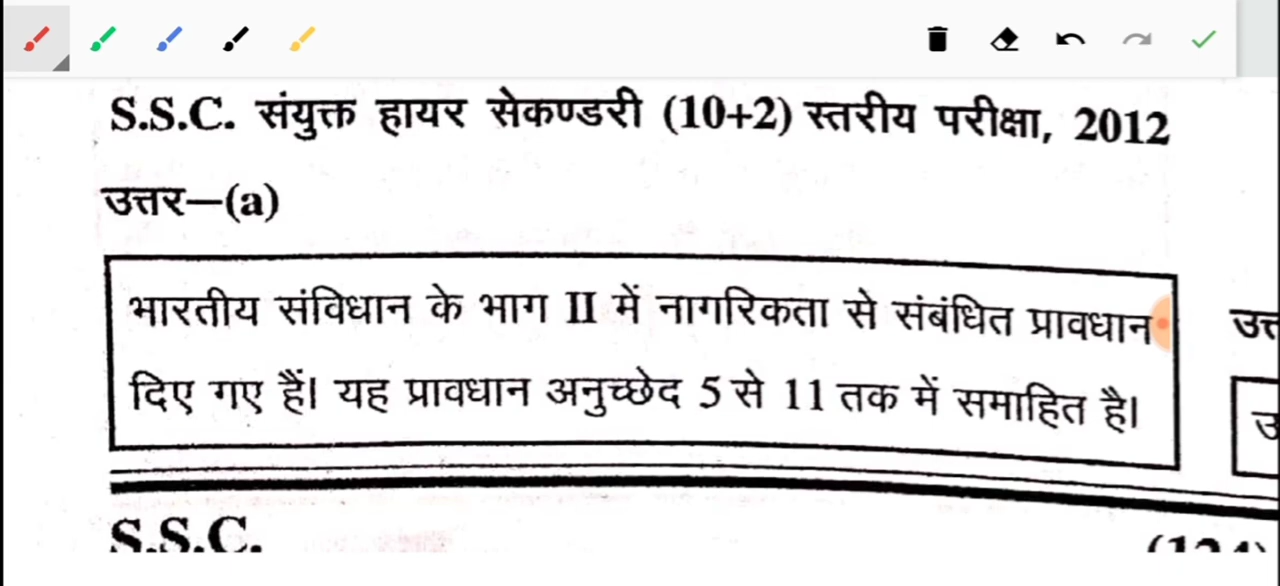 S.S.C. संयुक्त हायर सेकण्डरी (10+2) स्तरीय परीक्षा, 2012
उत्तर—(a)
भारतीय संविधान के भाग II में नागरिकता से संबंधित प्रावधान
दिए गए हैं। यह प्रावधान अनुच्छेद 5 से 11 तक में समाहित है।
S.S.C.